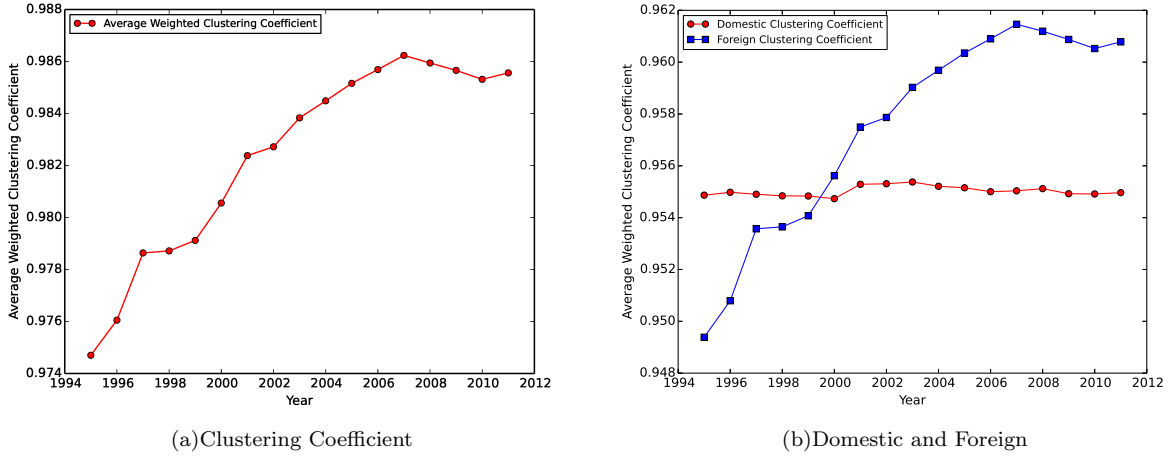 0.988
0.986
0.984
0.982
0.980
0.978
0.976
0.974
Average Weighted Clustering Coefficient
Average Weighted Clustering Coefficient
1994 1996 1998 2000 2002 2004 2006 2008 2010 2012
Year
(a)Clustering Coefficient
0.962
0.960
0.958
0.956
0.954
0.952
0.950
0.948
Average Weighted Clustering Coefficient
Domestic Clustering Coefficient
Foreign Clustering Coefficient
1994 1996 1998 2000 2002 2004 2006 2008 2010 2012
Year
(b)Domestic and Foreign